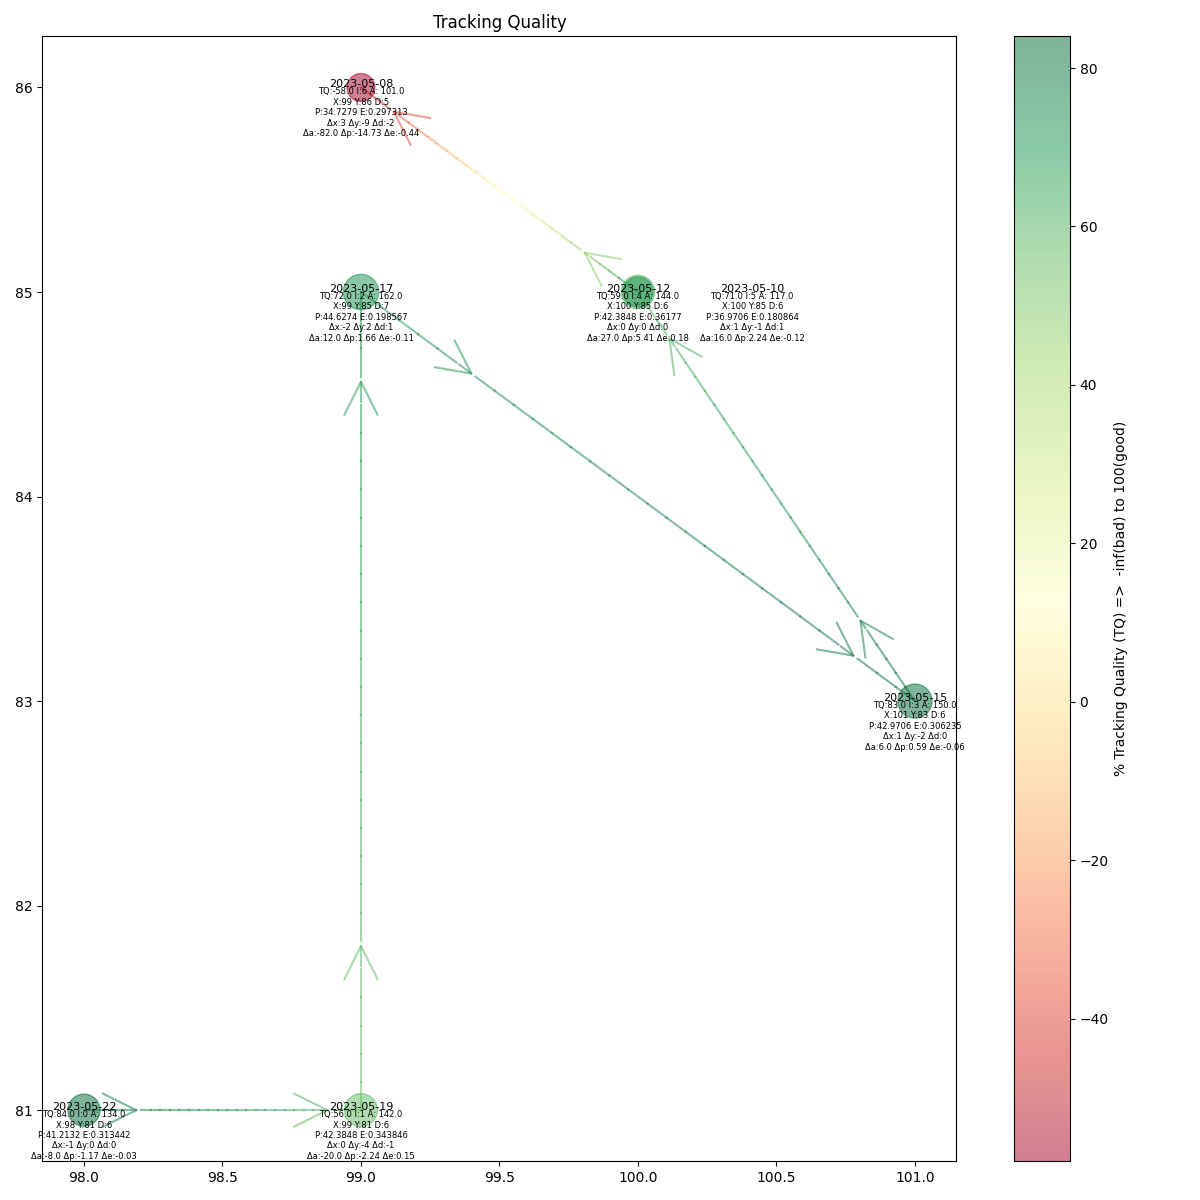 Tracking Quality
2023-05-08
TQ:-58.0 I:6 A: 101.0
X:99 Y:86 D:5
P:34.7279 E:0.297313
Δx:3 Δy:-9 Δd:-2
Δa:-82.0 Δp:-14.73 Δe:-0.44
2023-05-17
TQ:72.0 I:2 A: 162.0
X:99 Y:85 D:7
P:44.6274 E:0.198567
Δx:-2 Δy:2 Δd:1
Δa:12.0 Δp:1.66 Δe:-0.11
2023-05-12
TQ:59.0 I:4 A: 144.0
X:100 Y:85 D:6
P:42.3848 E:0.36177
Δx:0 Δy:0 Δd:0
Δa:27.0 Δp:5.41 Δe:0.18
2023-05-10
TQ:71.0 I:5 A: 117.0
X:100 Y:85 D:6
P:36.9706 E:0.180864
Δx:1 Δy:-1 Δd:1
Δa:16.0 Δp:2.24 Δe:-0.12
2023-05-15
TQ:83.0 I:3 A: 150.0
X:101 Y:83 D:6
P:42.9706 E:0.306235
Δx:1 Δy:-2 Δd:0
Δa:6.0 Δp:0.59 Δe:-0.06
2023-05-22
TQ:84.0 I:0 A: 134.0
X:98 Y:81 D:6
P:41.2132 E:0.313442
Δx:-1 Δy:0 Δd:0
Δa:-8.0 Δp:-1.17 Δe:-0.03
2023-05-19
TQ:56.0 I:1 A: 142.0
X:99 Y:81 D:6
P:42.3848 E:0.343846
Δx:0 Δy:-4 Δd:-1
Δa:-20.0 Δp:-2.24 Δe:0.15
86
85
84
83
82
81
98.0 98.5 99.0 99.5 100.0 100.5 101.0
80
60
40
20
0
−20
−40
% Tracking Quality (TQ) => -inf(bad) to 100(good)